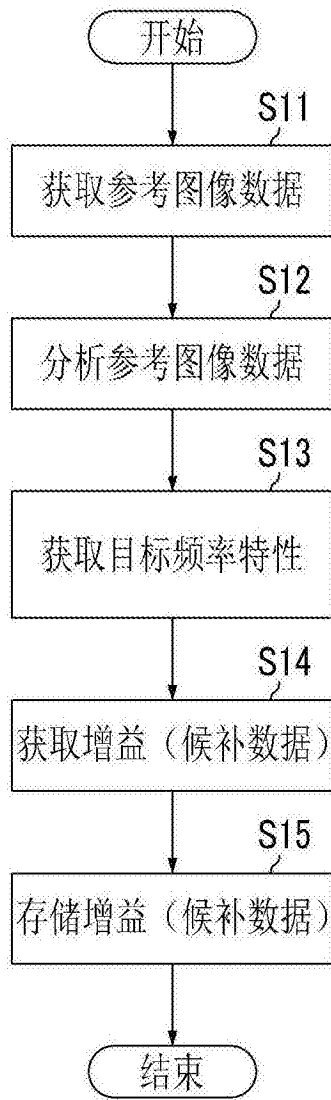 开始
S11
获取参考图像数据
S12
分析参考图像数据
S13
获取目标频率特性
S14
获取增益（候补数据）
S15
存储增益（候补数据）
结束